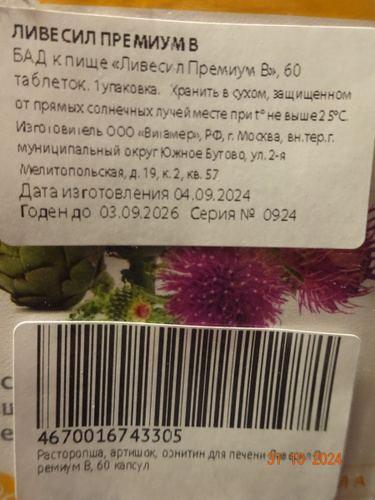 ЛИВЕСИЛ ПРЕМИУМ В
БАД к пище «Ливесил Премиум В», 60
таблеток. 1 упаковка. Хранить в сухом, защищенном
от прямых солнечных лучей месте при t° не выше 25°С.
Изготовитель ООО «Витамер», РФ, г. Москва, вн.тер.г.
муниципальный округ Южное Бутово, ул. 2-я
Мелитопольская, д. 19, к. 2, кв. 57
Дата изготовления 04.09.2024
Годен до 03.09.2026 Серия № 0924
4670016743305
Расторопша, артишок, орнитин для печени
ремиум В, 60 капсул
31 10 2024